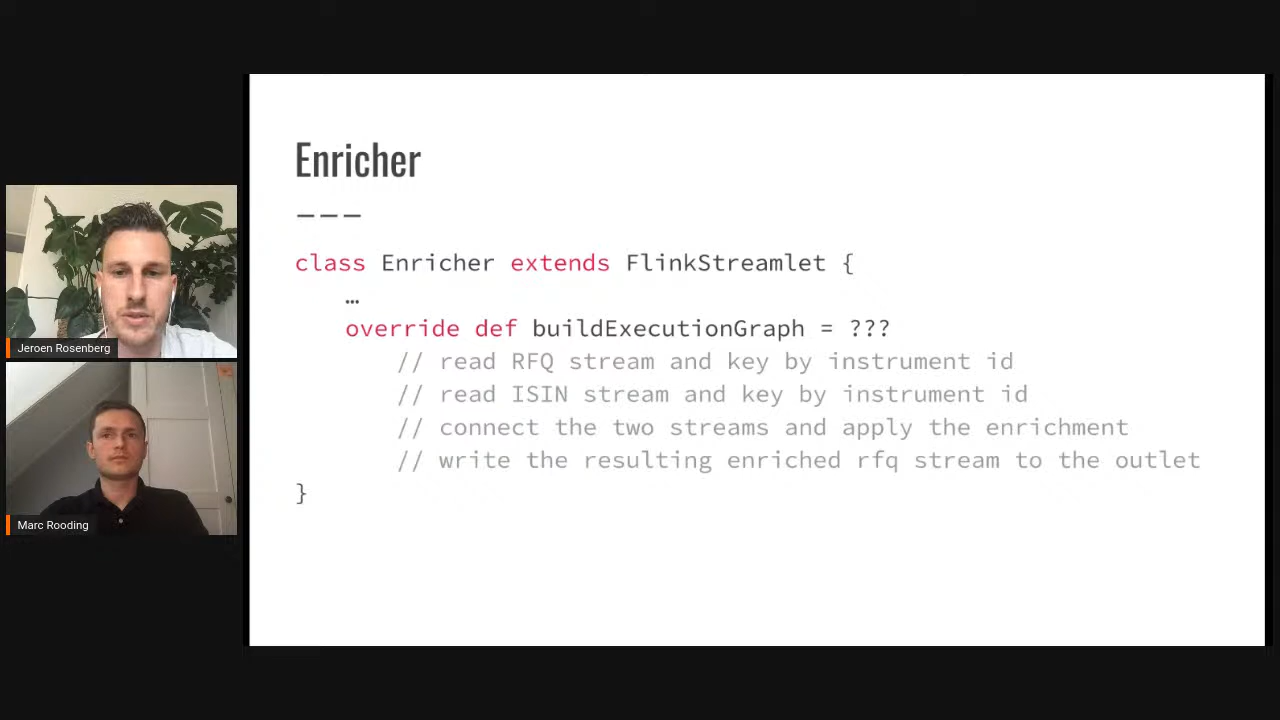 Enricher
———
class Enricher extends FlinkStreamlet {
…
override def buildExecutionGraph = ???
// read RFQ stream and key by instrument id
// read ISIN stream and key by instrument id
// connect the two streams and apply the enrichment
// write the resulting enriched rfq stream to the outlet
}
Jeroen Rosenberg
Marc Rooding